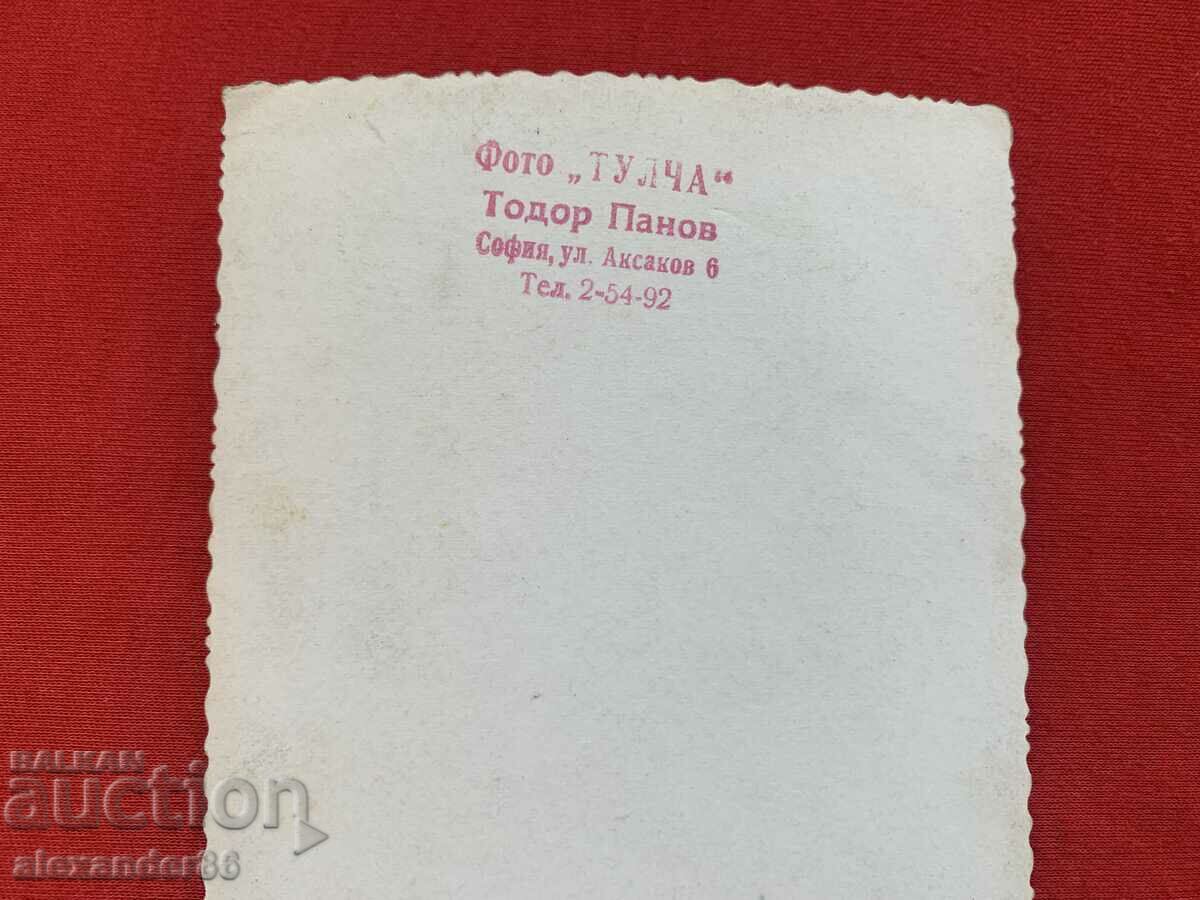 Фото „ТУЛЧА“
Тодор Панов
София, ул. Аксаков 6
Тел. 2-54-92
BALKAN
auction
alexander86